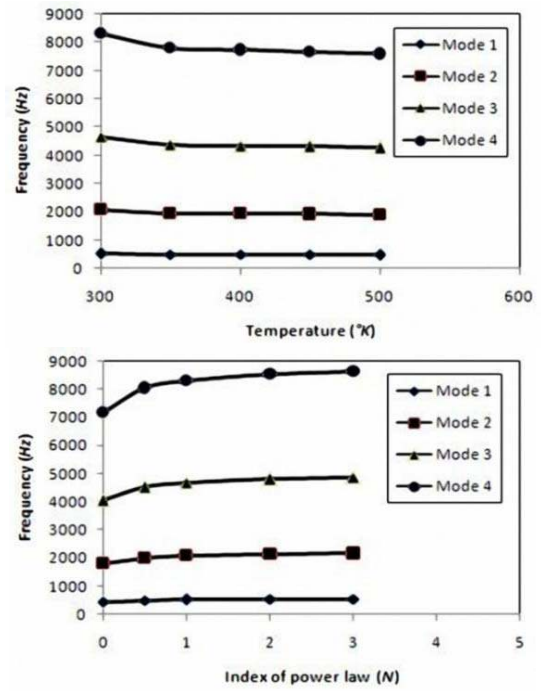 9000
8000
7000
6000
5000
4000
3000
2000
1000
0
Frequency (Hz)
300 400 500 600
Temperature (°K)
Mode 1
Mode 2
Mode 3
Mode 4
9000
8000
7000
6000
5000
4000
3000
2000
1000
0
Frequency (Hz)
0 1 2 3 4 5
Index of power law (N)
Mode 1
Mode 2
Mode 3
Mode 4